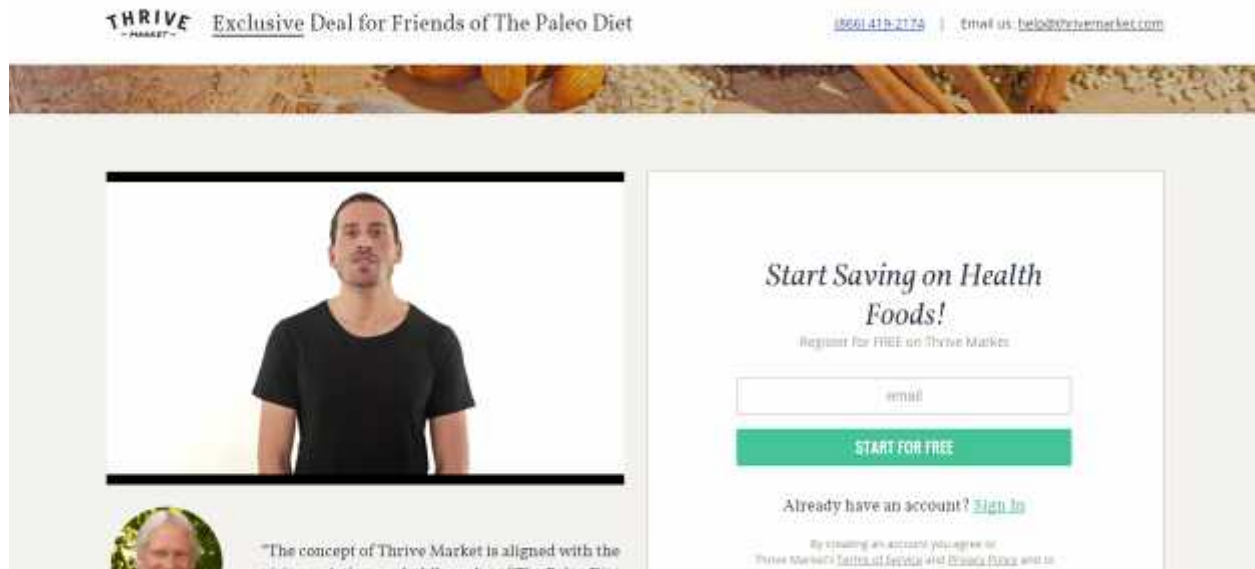 THRIVE
MARKET
Exclusive Deal for Friends of The Paleo Diet
(866) 419-2174 | Email us: help@thrivemarket.com
Start Saving on Health
Foods!
Register for FREE on Thrive Market
email
START FOR FREE
Already have an account? Sign In
By creating an account you agree to
Thrive Market's Terms of Service and Privacy Policy and to
"The concept of Thrive Market is aligned with the